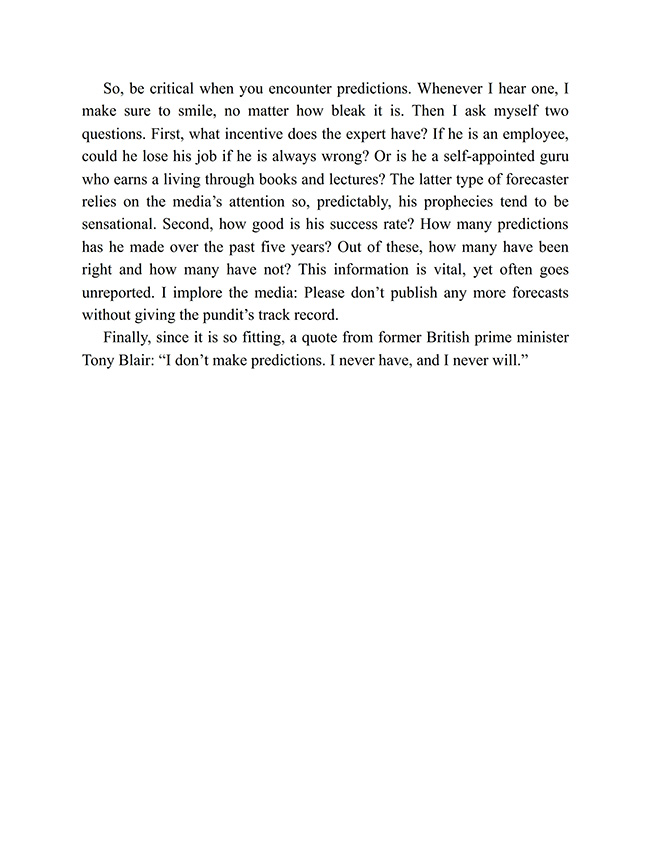 So, be critical when you encounter predictions. Whenever I hear one, I
make sure to smile, no matter how bleak it is. Then I ask myself two
questions. First, what incentive does the expert have? If he is an employee,
could he lose his job if he is always wrong? Or is he a self-appointed guru
who earns a living through books and lectures? The latter type of forecaster
relies on the media’s attention so, predictably, his prophecies tend to be
sensational. Second, how good is his success rate? How many predictions
has he made over the past five years? Out of these, how many have been
right and how many have not? This information is vital, yet often goes
unreported. I implore the media: Please don’t publish any more forecasts
without giving the pundit’s track record.
Finally, since it is so fitting, a quote from former British prime minister
Tony Blair: “I don’t make predictions. I never have, and I never will.”